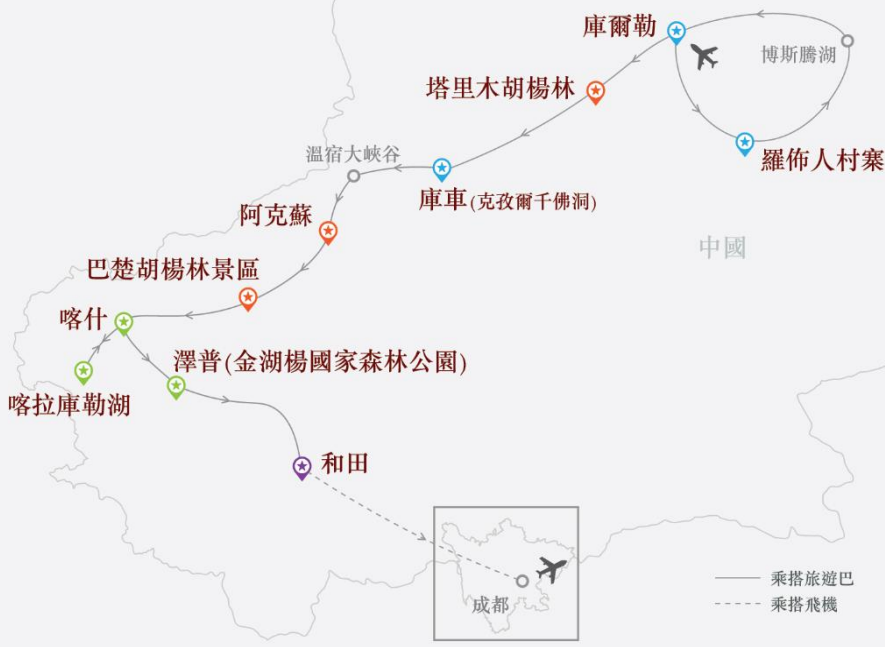 庫爾勒
博斯騰湖
塔里木胡楊林
羅佈人村寨
溫宿大峽谷
庫車(克孜爾千佛洞)
阿克蘇
中國
巴楚胡楊林景區
喀什
澤普(金湖楊國家森林公園)
喀拉庫勒湖
和田
成都
乘搭旅遊巴
乘搭飛機